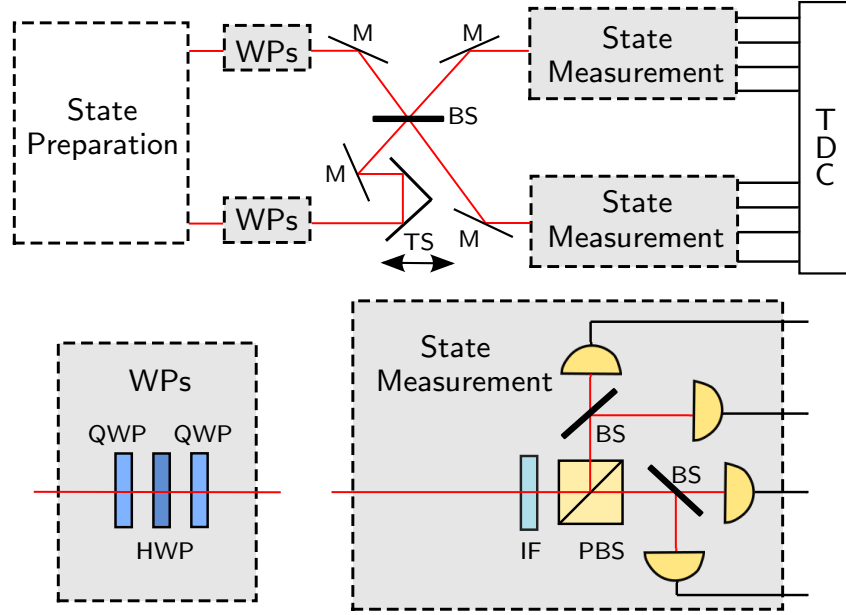 M
M
WPs
State
Measurement
State
Preparation
BS
T
D
C
M
WPs
TS
M
State
Measurement
WPs
QWP
QWP
HWP
State
Measurement
BS
BS
IF
PBS